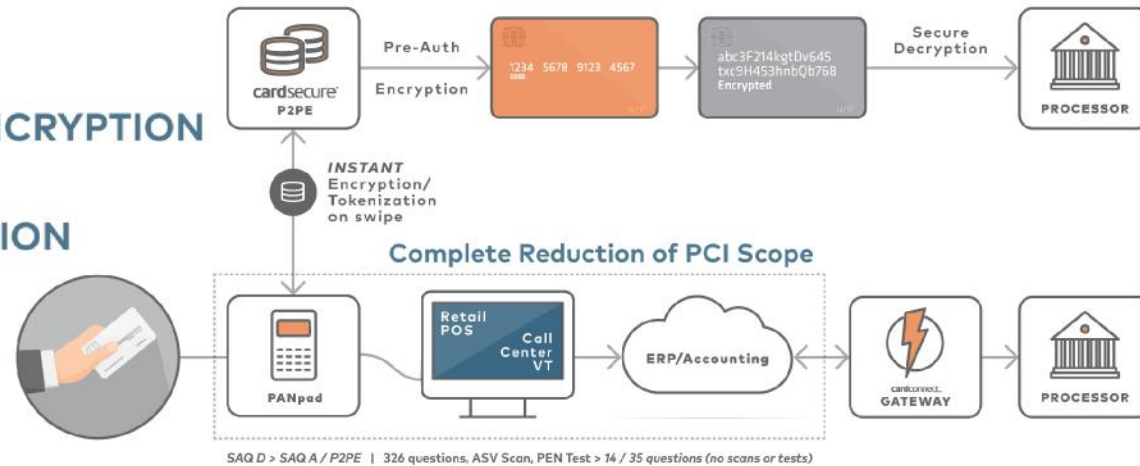 cardsecure
P2PE
Pre-Auth
Encryption
1234 5678 9123 4567
abc3F214kgtDv645
txc9H453hnbQb768
Encrypted
Secure
Decryption
PROCESSOR
NCRYPTION
INSTANT
Encryption/
Tokenization
on swipe
ION
Complete Reduction of PCI Scope
PANpad
Retail
POS
Call
Center
VT
ERP/Accounting
cardconnect.
GATEWAY
PROCESSOR
SAQ D > SAQ A / P2PE | 326 questions, ASV Scan, PEN Test > 14 / 35 questions (no scans or tests)